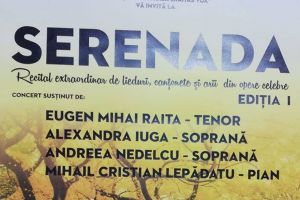 VĂ INVITĂ LA
SERENADA
Recital extraordinar de lieduri, canțonete și arii din opere celebre
EDIȚIA I
CONCERT SUSȚINUT DE:
EUGEN MIHAI RAITA – TENOR
ALEXANDRA IUGA – SOPRANĂ
ANDREEA NEDELCU – SOPRANĂ
MIHAIL CRISTIAN LEPĂDATU – PIAN